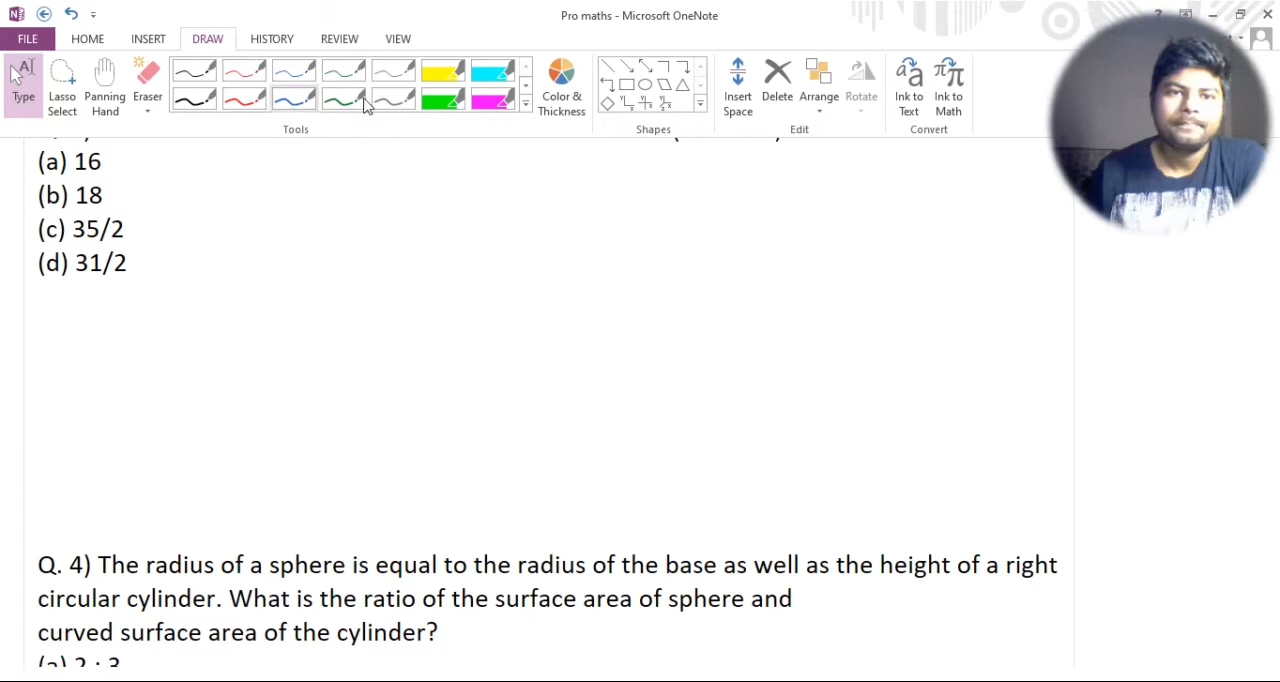 Pro maths - Microsoft OneNote
?
FILE HOME INSERT DRAW HISTORY REVIEW VIEW
Type
Lasso Select
Panning Hand
Eraser
Color & Thickness
Insert Space
Delete
Arrange
Rotate
Ink to Text
Ink to Math
Tools
Shapes
Edit
Convert
(a) 16
(b) 18
(c) 35/2
(d) 31/2
Q. 4) The radius of a sphere is equal to the radius of the base as well as the height of a right
circular cylinder. What is the ratio of the surface area of sphere and
curved surface area of the cylinder?
(a) 2 : 3